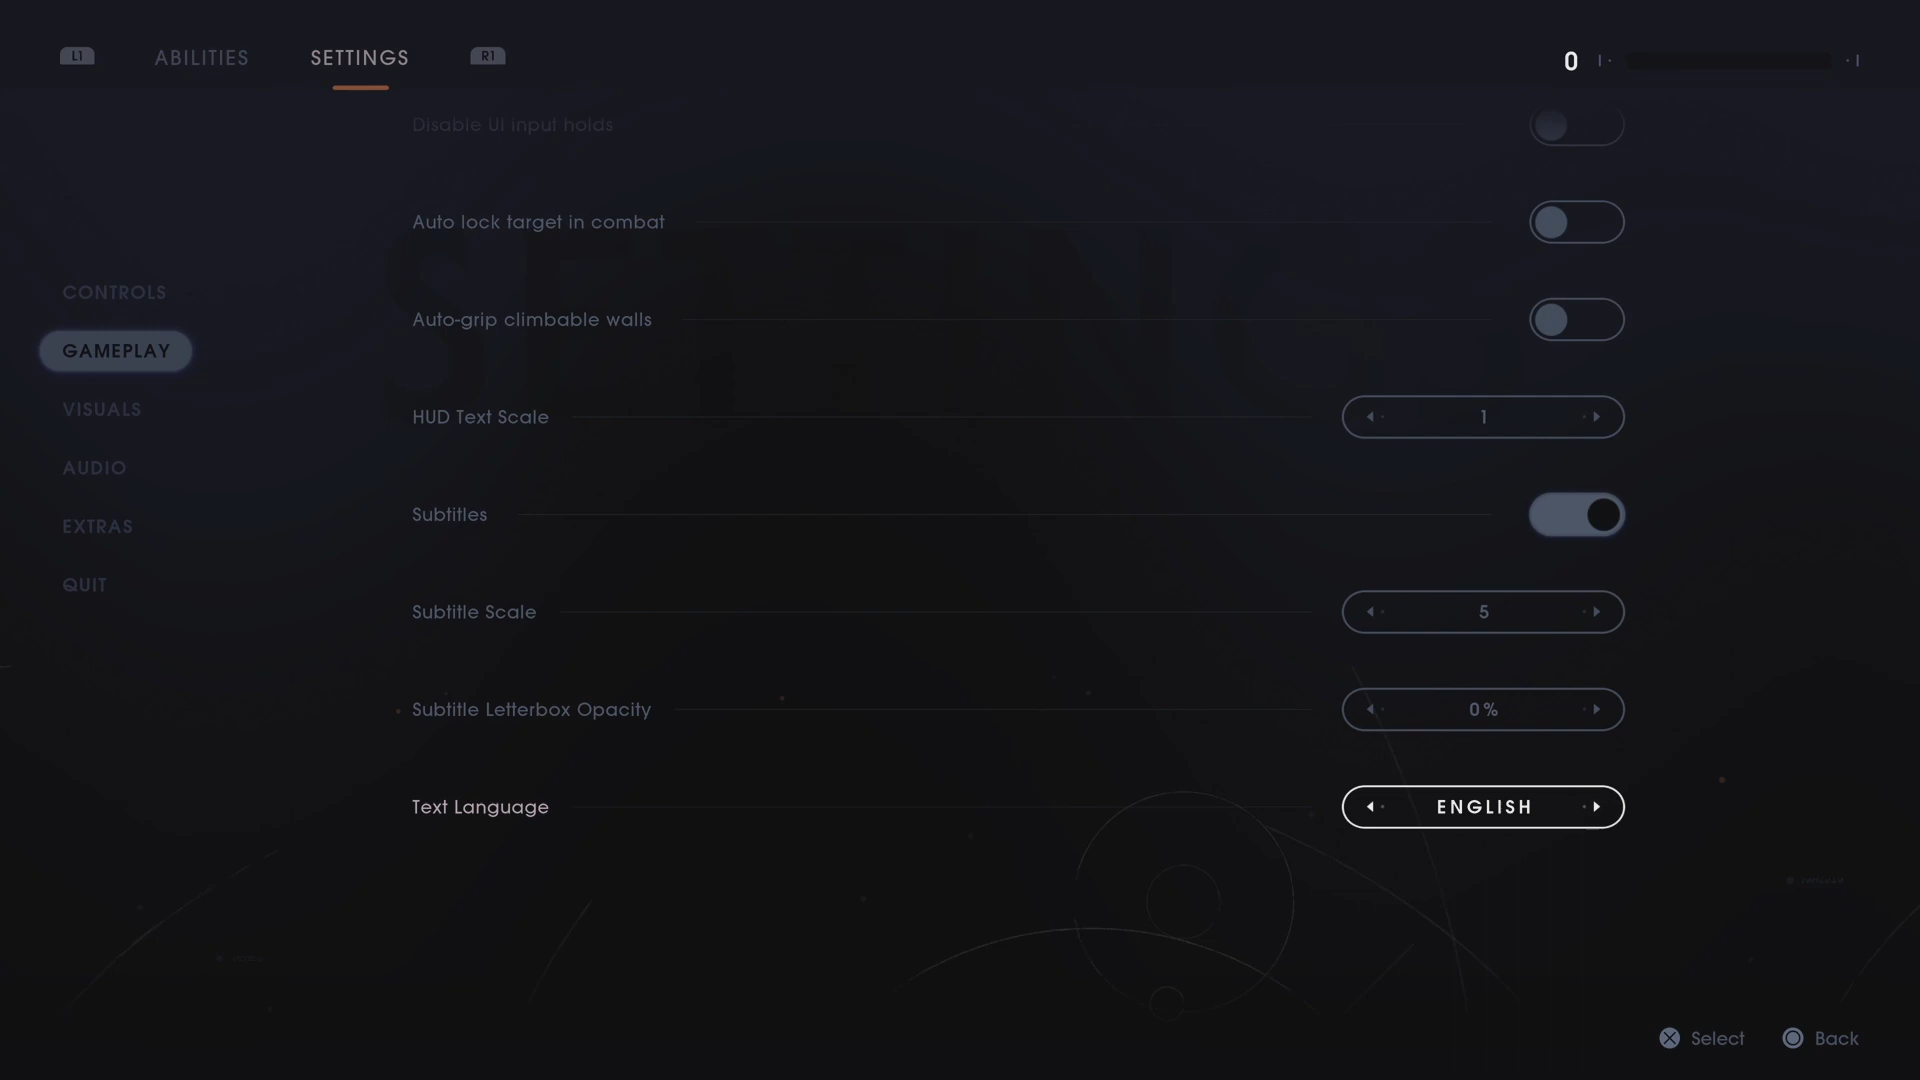 L1 ABILITIES SETTINGS R1 0
Disable UI input holds
Auto lock target in combat
Auto-grip climbable walls
HUD Text Scale 1
Subtitles
Subtitle Scale 5
Subtitle Letterbox Opacity 0%
Text Language ENGLISH
CONTROLS
GAMEPLAY
VISUALS
AUDIO
EXTRAS
QUIT
SETTING
Select Back